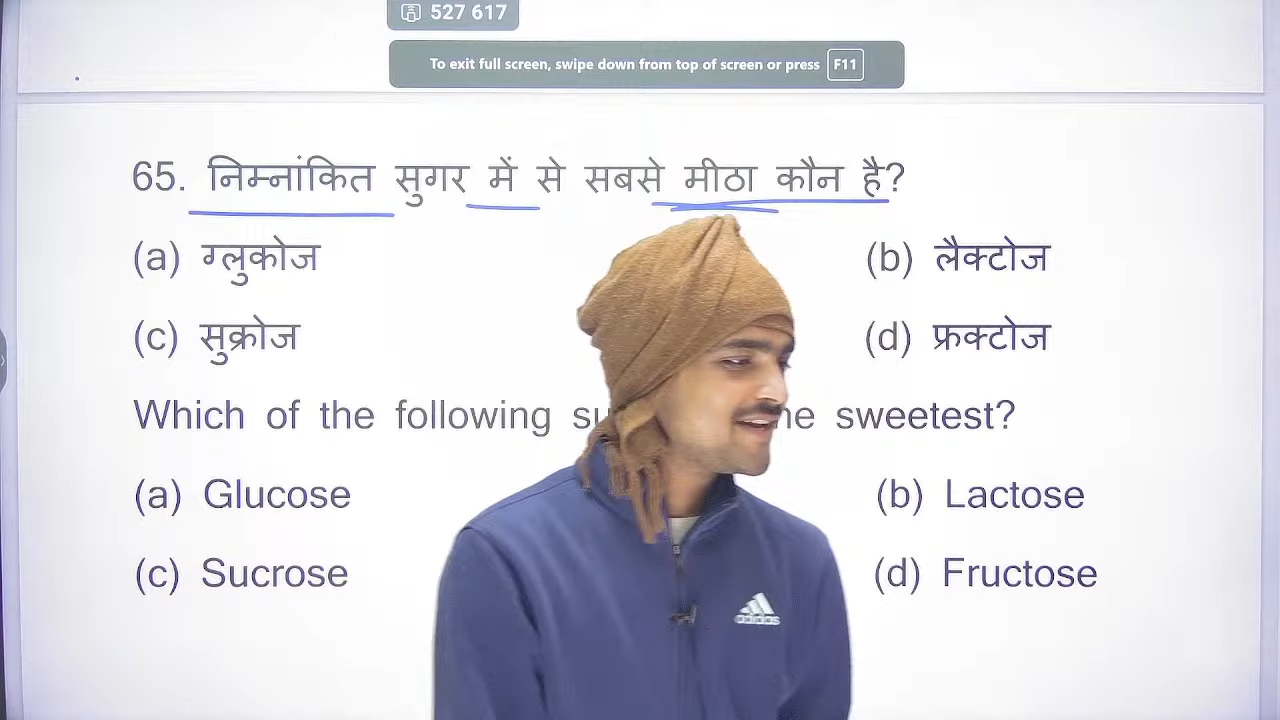 527 617
To exit full screen, swipe down from top of screen or press F11
65. निम्नांकित सुगर में से सबसे मीठा कौन है?
(a) ग्लुकोज (b) लैक्टोज
(c) सुक्रोज (d) फ्रक्टोज
Which of the following sweetest?
(a) Glucose (b) Lactose
(c) Sucrose (d) Fructose
adidas